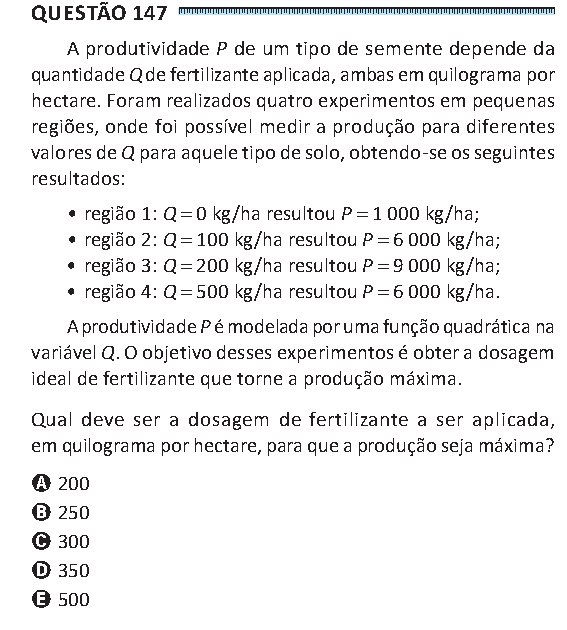 QUESTÃO 147
A produtividade P de um tipo de semente depende da
quantidade Q de fertilizante aplicada, ambas em quilograma por
hectare. Foram realizados quatro experimentos em pequenas
regiões, onde foi possível medir a produção para diferentes
valores de Q para aquele tipo de solo, obtendo-se os seguintes
resultados:
• região 1: Q = 0 kg/ha resultou P = 1 000 kg/ha;
• região 2: Q = 100 kg/ha resultou P = 6 000 kg/ha;
• região 3: Q = 200 kg/ha resultou P = 9 000 kg/ha;
• região 4: Q = 500 kg/ha resultou P = 6 000 kg/ha.
A produtividade P é modelada por uma função quadrática na
variável Q. O objetivo desses experimentos é obter a dosagem
ideal de fertilizante que torne a produção máxima.
Qual deve ser a dosagem de fertilizante a ser aplicada,
em quilograma por hectare, para que a produção seja máxima?
A 200
B 250
C 300
D 350
E 500